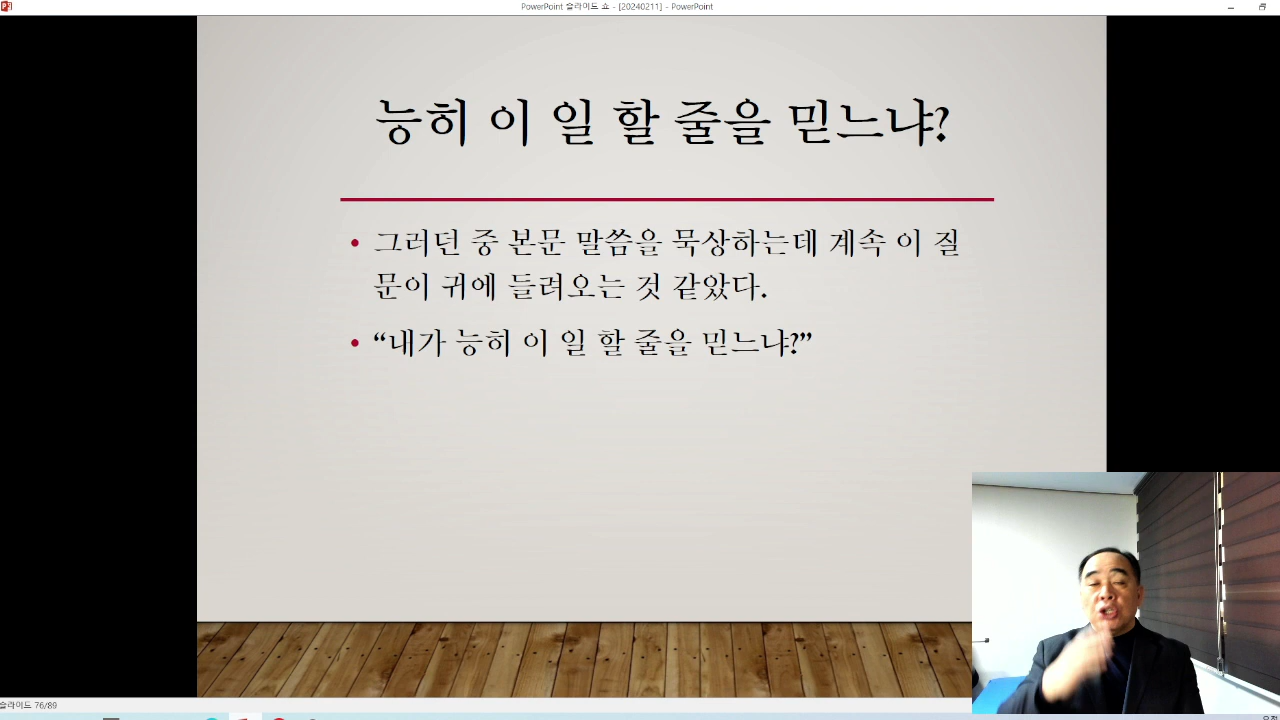 PowerPoint 슬라이드 쇼 - [20240211] - PowerPoint
능히 이 일 할 줄을 믿느냐?
• 그러던 중 본문 말씀을 묵상하는데 계속 이 질
문이 귀에 들려오는 것 같았다.
• “내가 능히 이 일 할 줄을 믿느냐?”
슬라이드 76/89